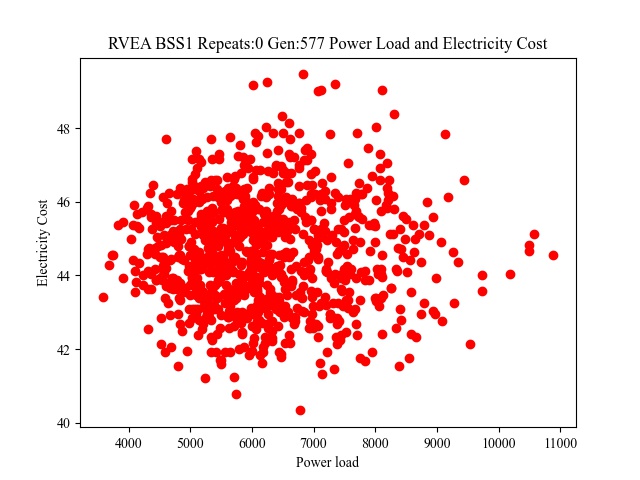 RVEA BSS1 Repeats:0 Gen:577 Power Load and Electricity Cost
48
46
44
42
40
Electricity Cost
4000 5000 6000 7000 8000 9000 10000 11000
Power load